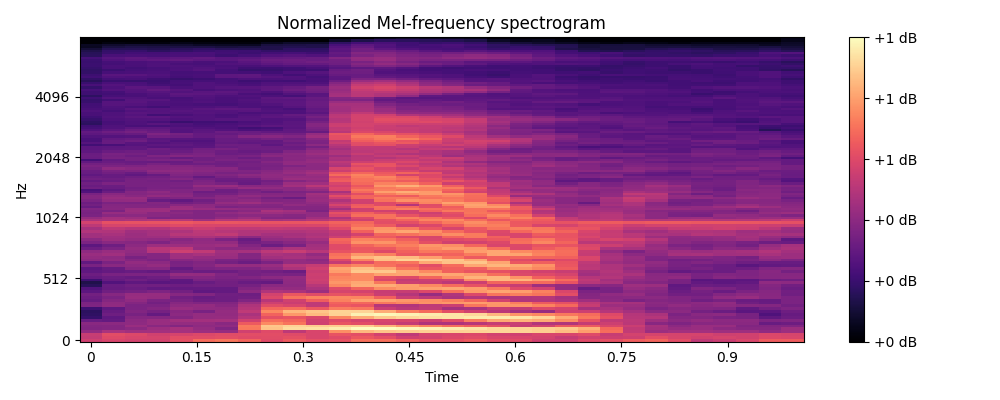 Normalized Mel-frequency spectrogram
Hz
4096
2048
1024
512
0
0 0.15 0.3 0.45 0.6 0.75 0.9
Time
+1 dB
+1 dB
+1 dB
+0 dB
+0 dB
+0 dB